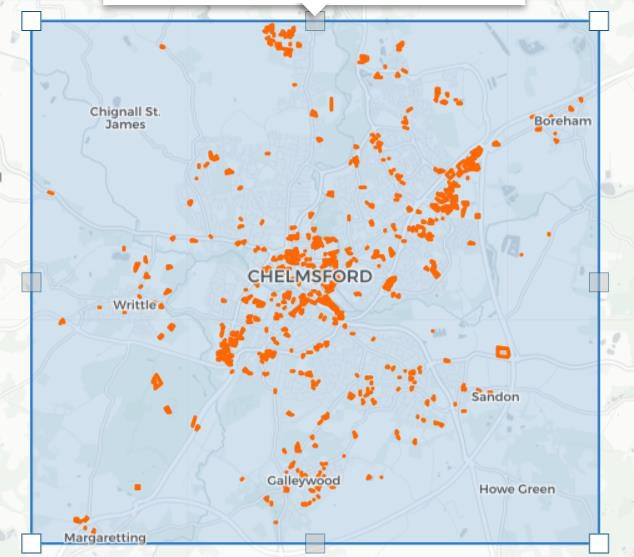 Chignall St.
James
Boreham
CHELMSFORD
Writtle
Sandon
Galleywood
Howe Green
Margaretting